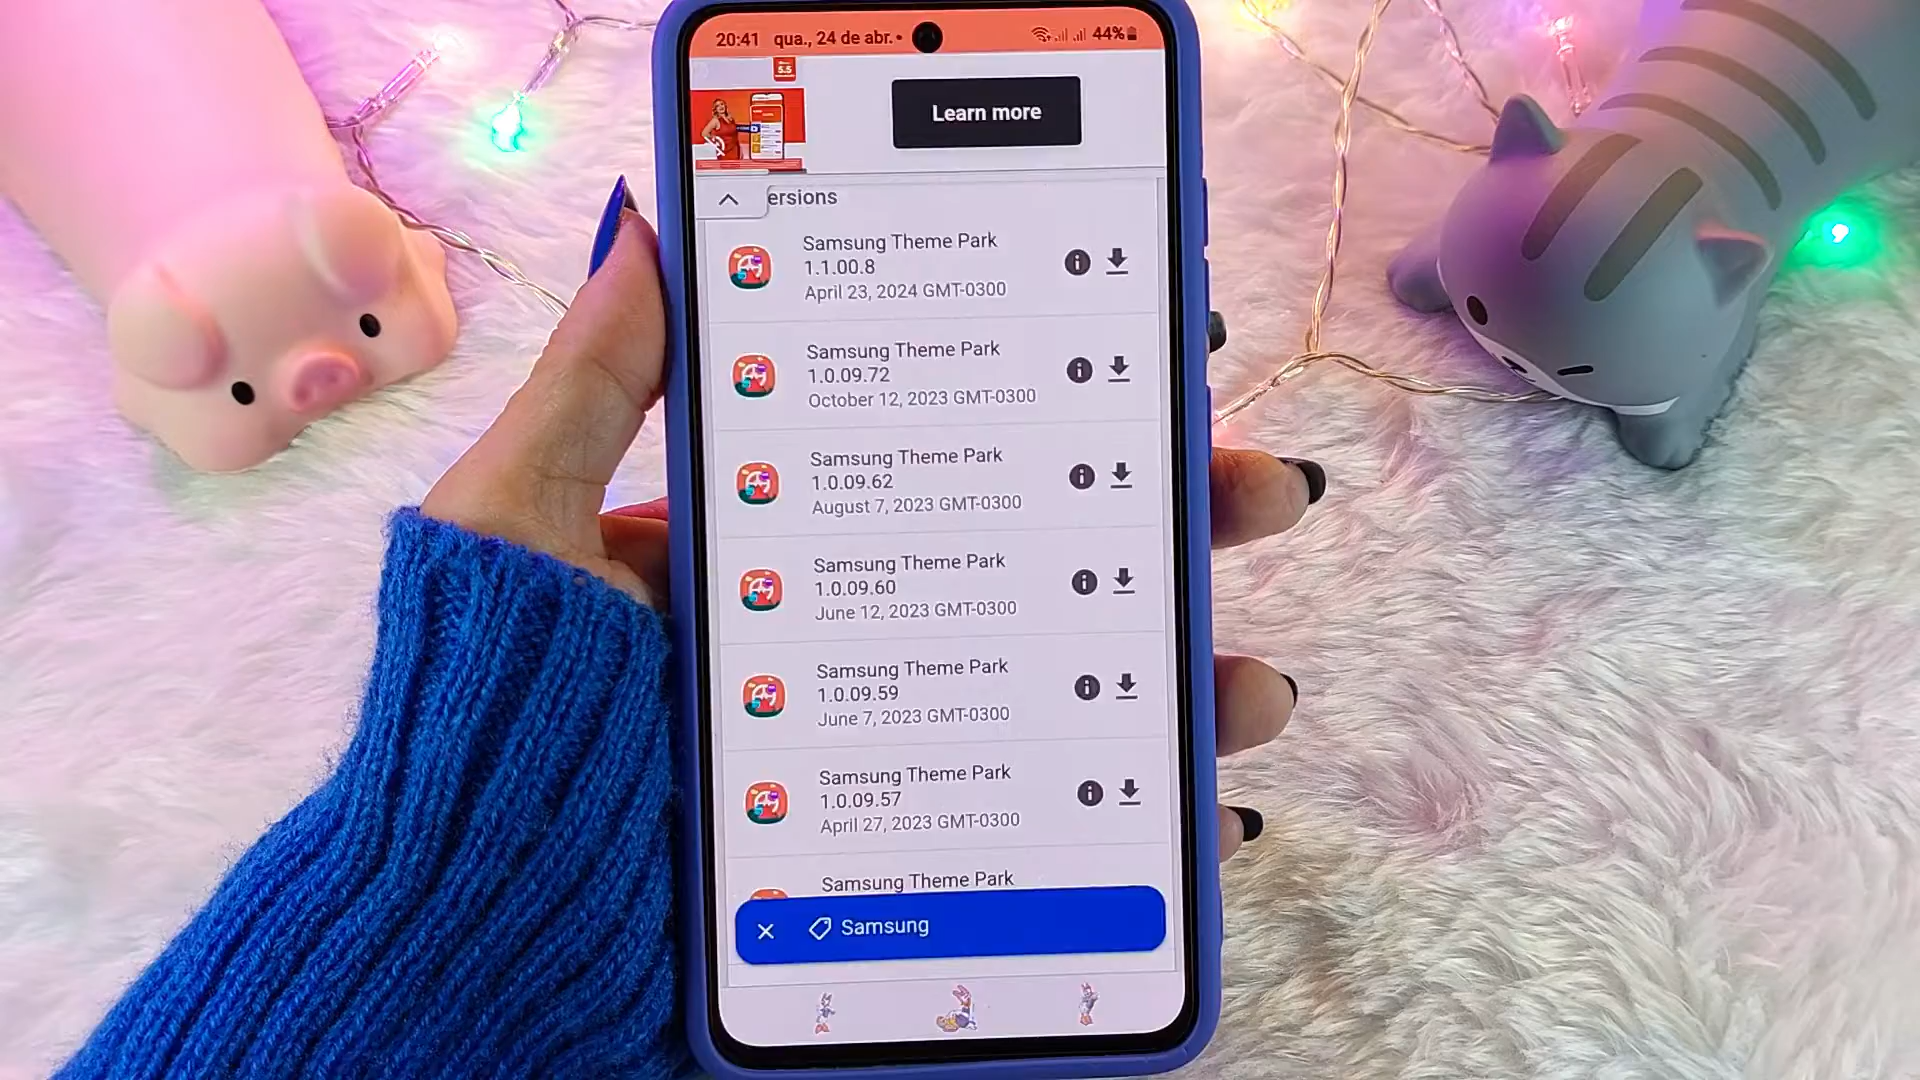 20:41 qua., 24 de abr. • 44%
5.5
Learn more
ersions
Samsung Theme Park
1.1.00.8
April 23, 2024 GMT-0300
Samsung Theme Park
1.0.09.72
October 12, 2023 GMT-0300
Samsung Theme Park
1.0.09.62
August 7, 2023 GMT-0300
Samsung Theme Park
1.0.09.60
June 12, 2023 GMT-0300
Samsung Theme Park
1.0.09.59
June 7, 2023 GMT-0300
Samsung Theme Park
1.0.09.57
April 27, 2023 GMT-0300
Samsung Theme Park
Samsung